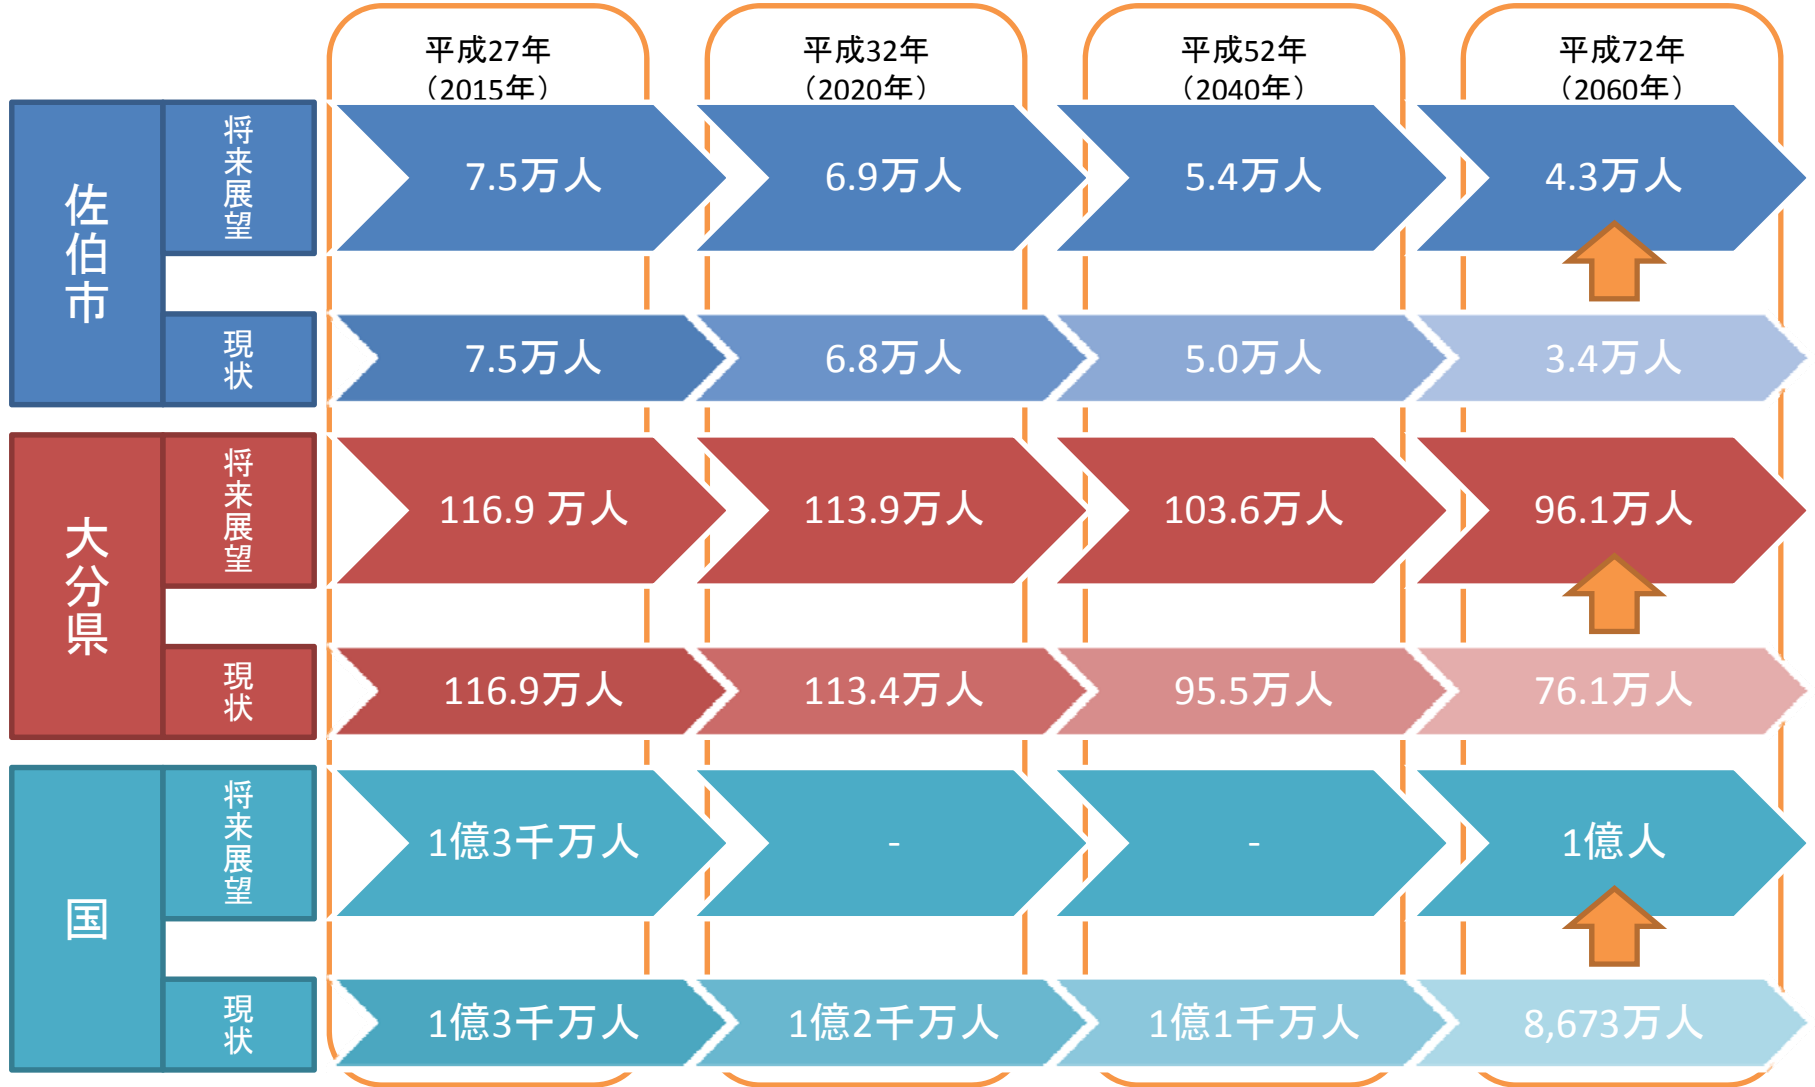 平成27年
（2015年）
平成32年
（2020年）
平成52年
（2040年）
平成72年
（2060年）
佐伯市
将来展望
7.5万人
6.9万人
5.4万人
4.3万人
現状
7.5万人
6.8万人
5.0万人
3.4万人
大分県
将来展望
116.9 万人
113.9万人
103.6万人
96.1万人
現状
116.9万人
113.4万人
95.5万人
76.1万人
国
将来展望
1億3千万人
-
-
1億人
現状
1億3千万人
1億2千万人
1億1千万人
8,673万人